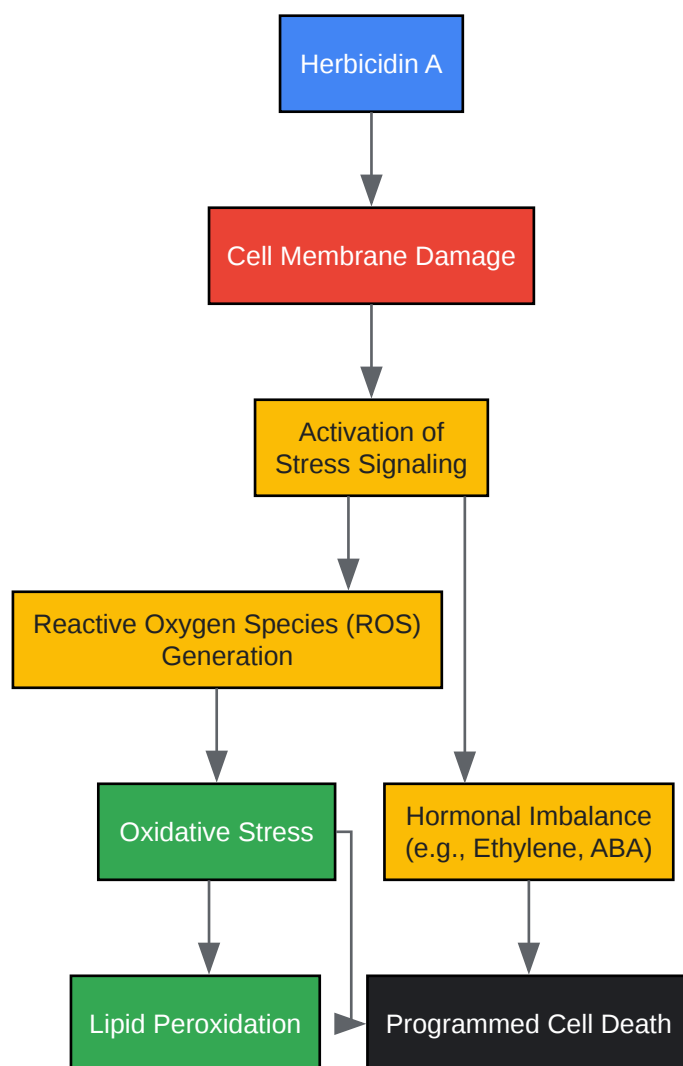 Herbicidin A
Cell Membrane Damage
Activation of
Stress Signaling
Reactive Oxygen Species (ROS)
Generation
Oxidative Stress
Hormonal Imbalance
(e.g., Ethylene, ABA)
Lipid Peroxidation
Programmed Cell Death